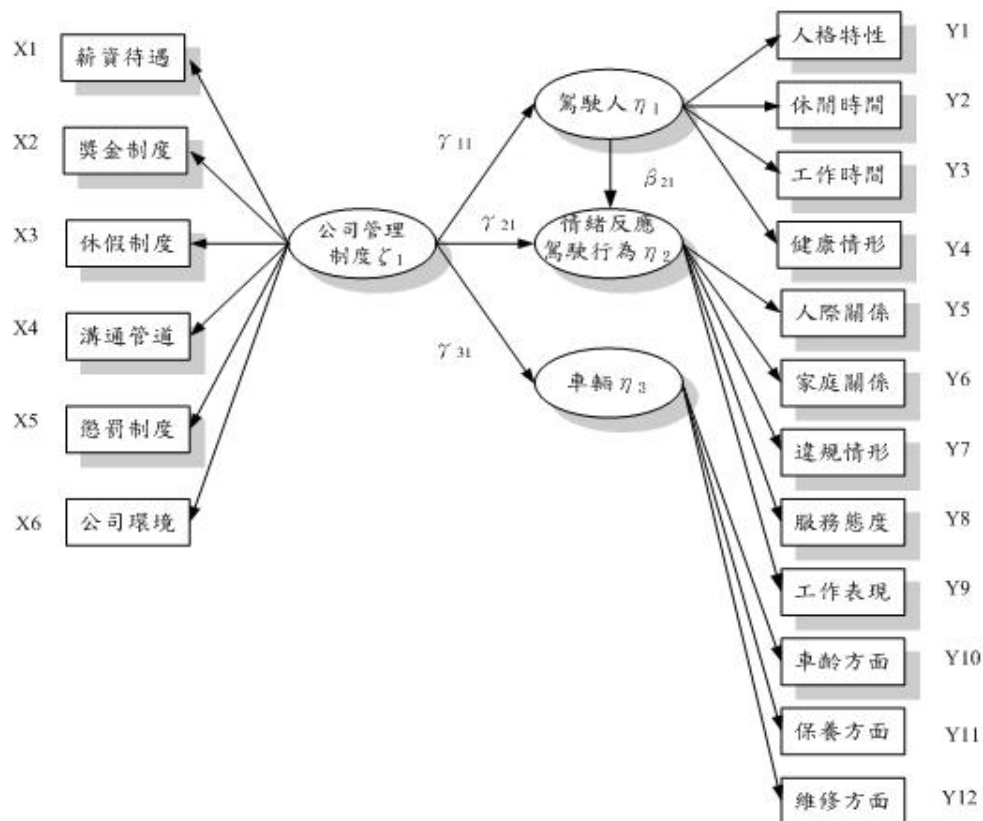 X1
薪資待遇
X2
獎金制度
X3
休假制度
X4
溝通管道
X5
懲罰制度
X6
公司環境
公司管理
制度ζ1
γ11
γ21
γ31
駕駛人η1
β21
情緒反應
駕駛行為η2
車輛η3
人格特性
Y1
休閒時間
Y2
工作時間
Y3
健康情形
Y4
人際關係
Y5
家庭關係
Y6
違規情形
Y7
服務態度
Y8
工作表現
Y9
車齡方面
Y10
保養方面
Y11
維修方面
Y12